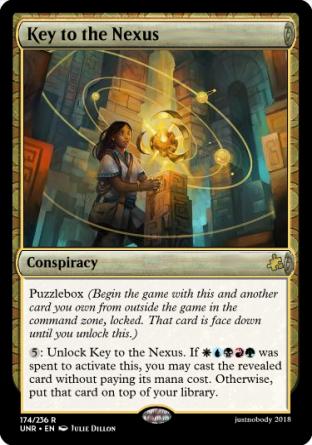 Key to the Nexus
Conspiracy
Puzzlebox (Begin the game with this and another
card you own from outside the game in the
command zone, locked. That card is face down
until you unlock this.)
5: Unlock Key to the Nexus. If was
spent to activate this, you may cast the
revealed card without paying its mana cost. Otherwise,
put that card on top of your library.
174/236 R
UNR • EN JULIE DILLON
justnobody 2018